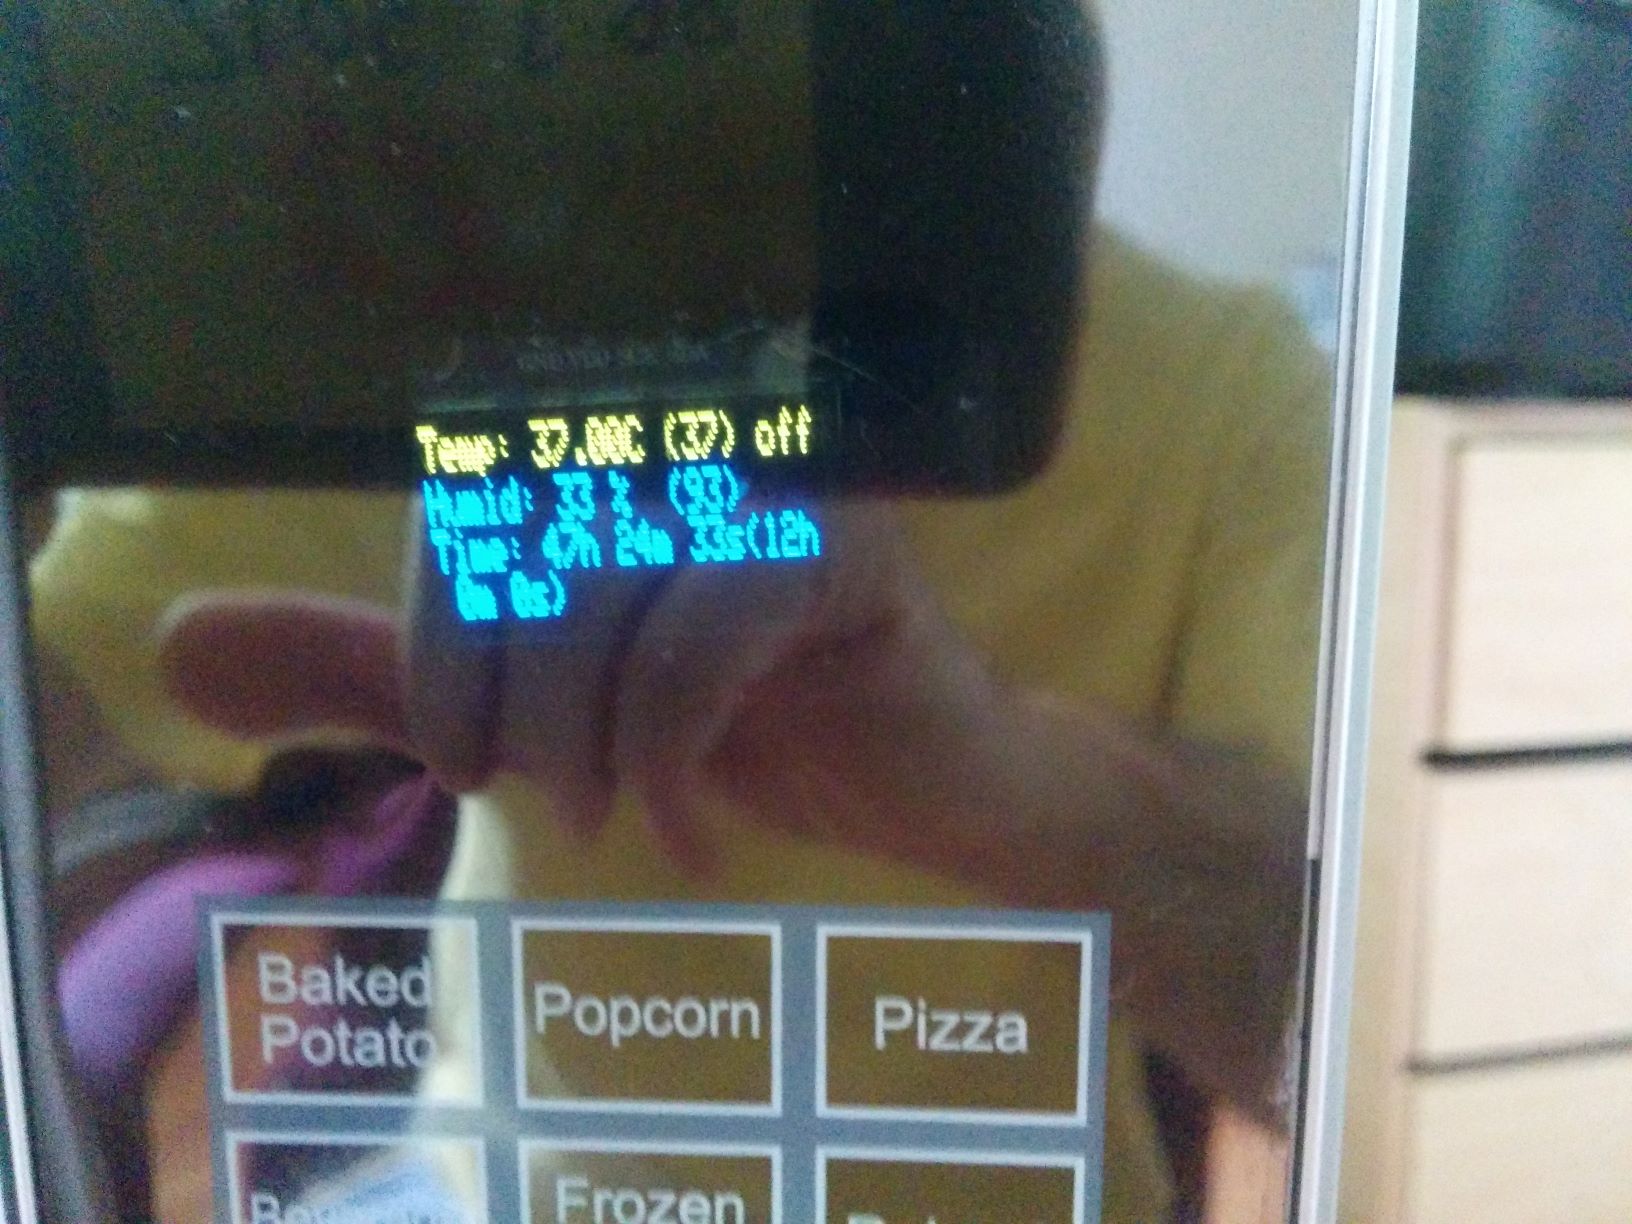 Temp: 37.00C (37) off
Humid: 33 % (93)
Time: 47h 24m 33s(12h
0m 0s)
Baked
Potato
Popcorn
Pizza
Frozen